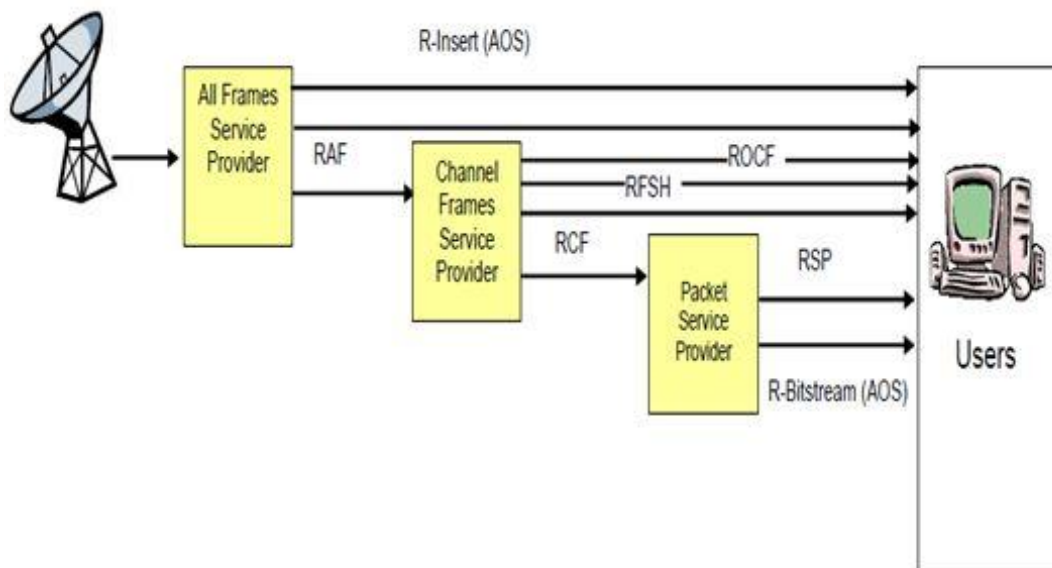 R-Insert (AOS)
All Frames
Service
Provider
RAF
Channel
Frames
Service
Provider
ROCF
RFSH
RCF
Packet
Service
Provider
RSP
R-Bitstream (AOS)
Users